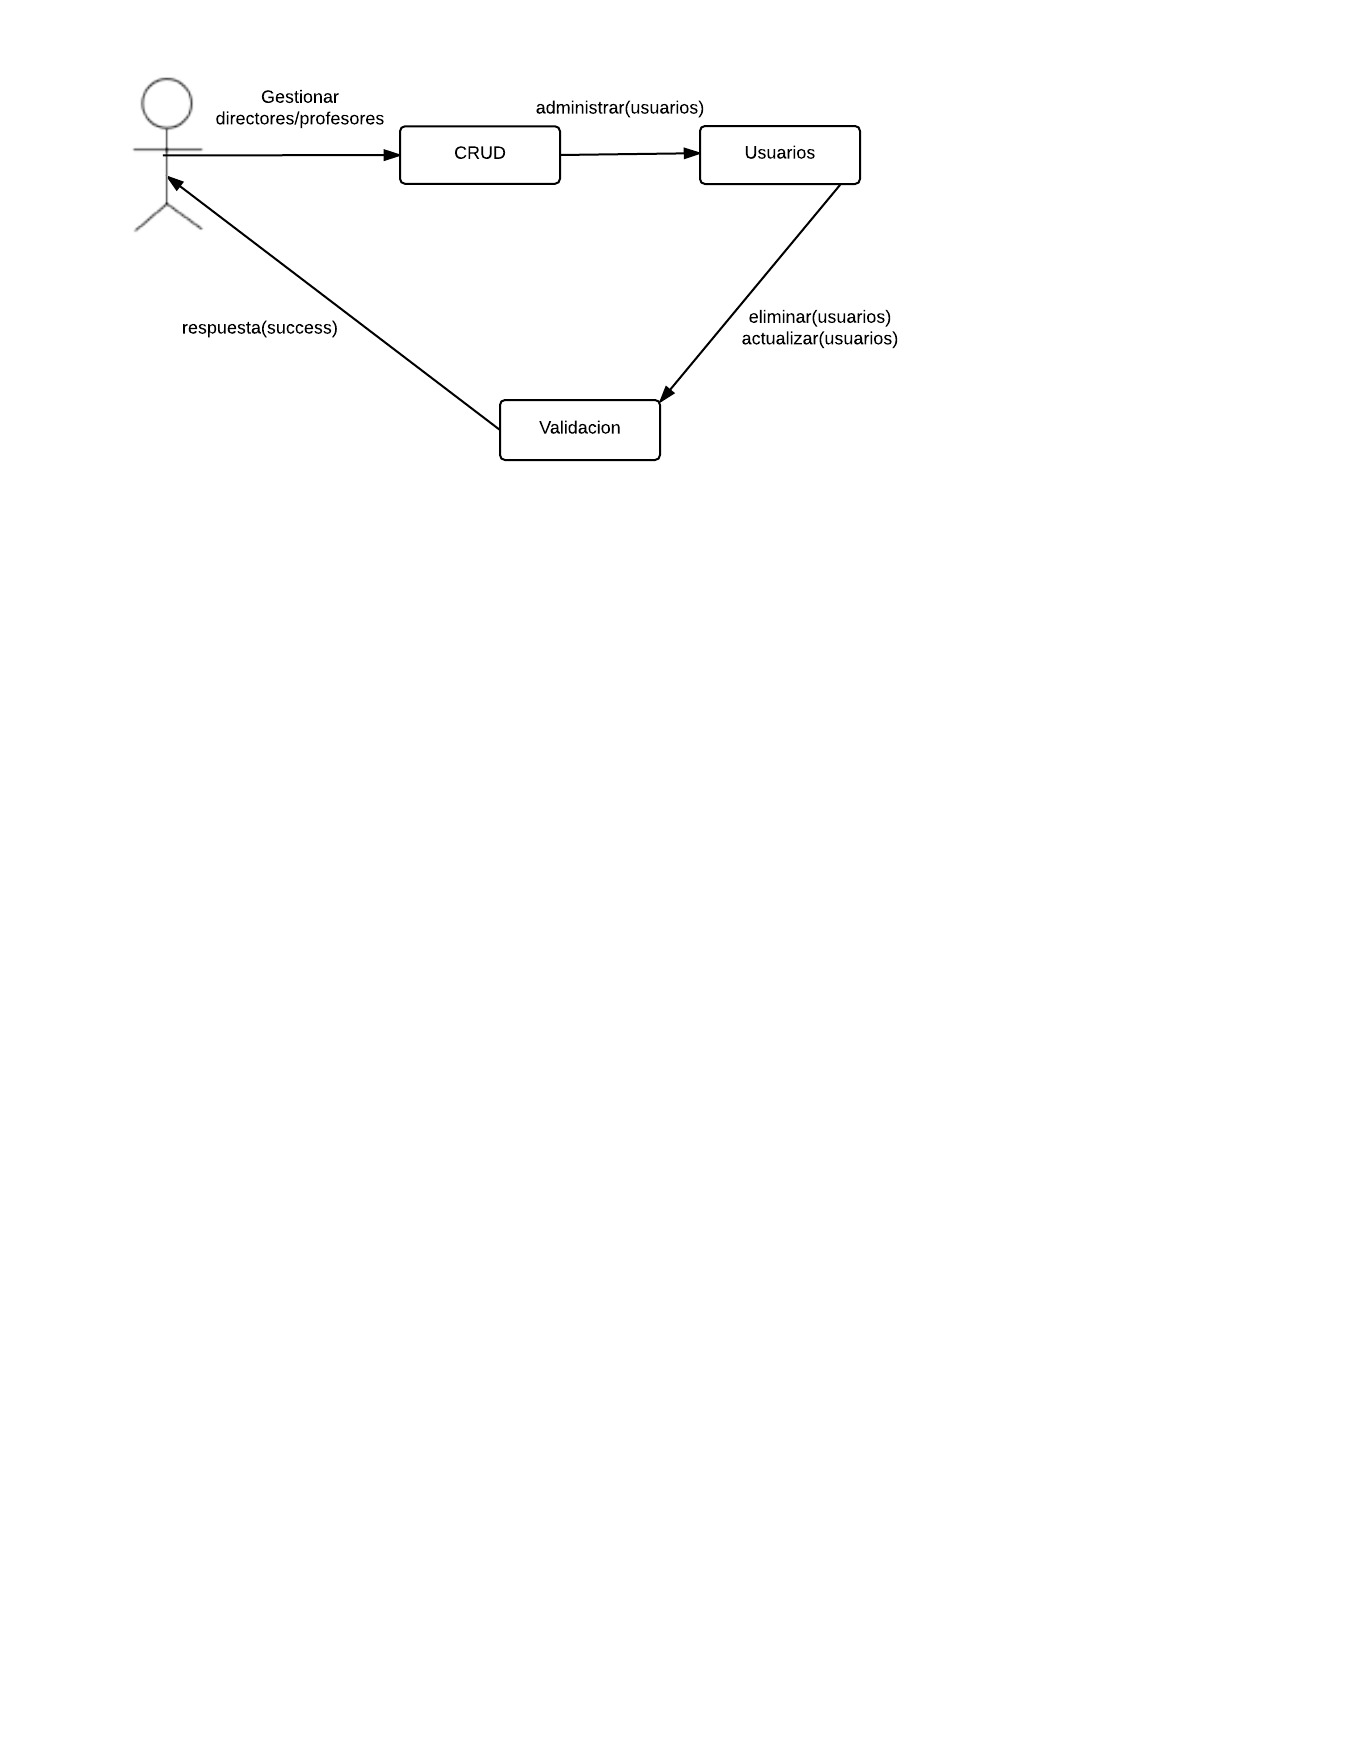 Gestionar
directores/profesores
administrar(usuarios)
CRUD
Usuarios
eliminar(usuarios)
actualizar(usuarios)
respuesta(success)
Validacion